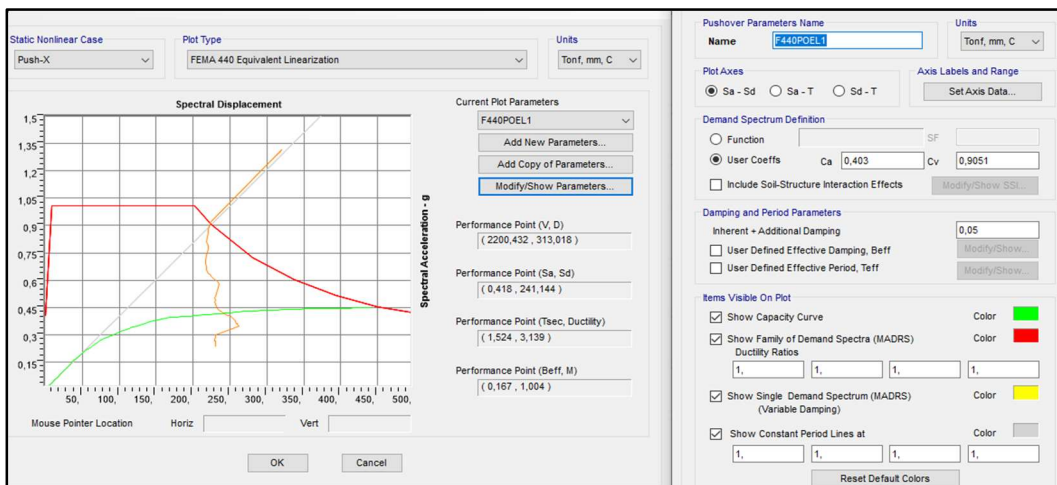 Static Nonlinear Case
Push-X
Plot Type
FEMA 440 Equivalent Linearization
Units
Tonf, mm, C
Spectral Displacement
1,5
1,35
1,2
1,05
0,9
0,75
0,6
0,45
0,3
0,15
50, 100, 150, 200, 250, 300, 350, 400, 450, 500,
Spectral Acceleration - g
Mouse Pointer Location Horiz Vert
Current Plot Parameters
F440POEL1
Add New Parameters...
Add Copy of Parameters...
Modify/Show Parameters...
Performance Point (V, D)
( 2200,432 , 313,018 )
Performance Point (Sa, Sd)
( 0,418 , 241,144 )
Performance Point (Tsec, Ductility)
( 1,524 , 3,139 )
Performance Point (Beff, M)
( 0,167 , 1,004 )
OK Cancel
Pushover Parameters Name
Name F440POEL1
Units
Tonf, mm, C
Plot Axes
Sa - Sd Sa - T Sd - T
Axis Labels and Range
Set Axis Data...
Demand Spectrum Definition
Function SF
User Coeffs Ca 0,403 Cv 0,9051
Include Soil-Structure Interaction Effects Modify/Show SSI...
Damping and Period Parameters
Inherent + Additional Damping 0,05
User Defined Effective Damping, Beff Modify/Show...
User Defined Effective Period, Teff Modify/Show...
Items Visible On Plot
Show Capacity Curve Color
Show Family of Demand Spectra (MADRS) Color
Ductility Ratios
1, 1, 1, 1,
Show Single Demand Spectrum (MADRS) Color
(Variable Damping)
Show Constant Period Lines at Color
1, 1, 1, 1,
Reset Default Colors